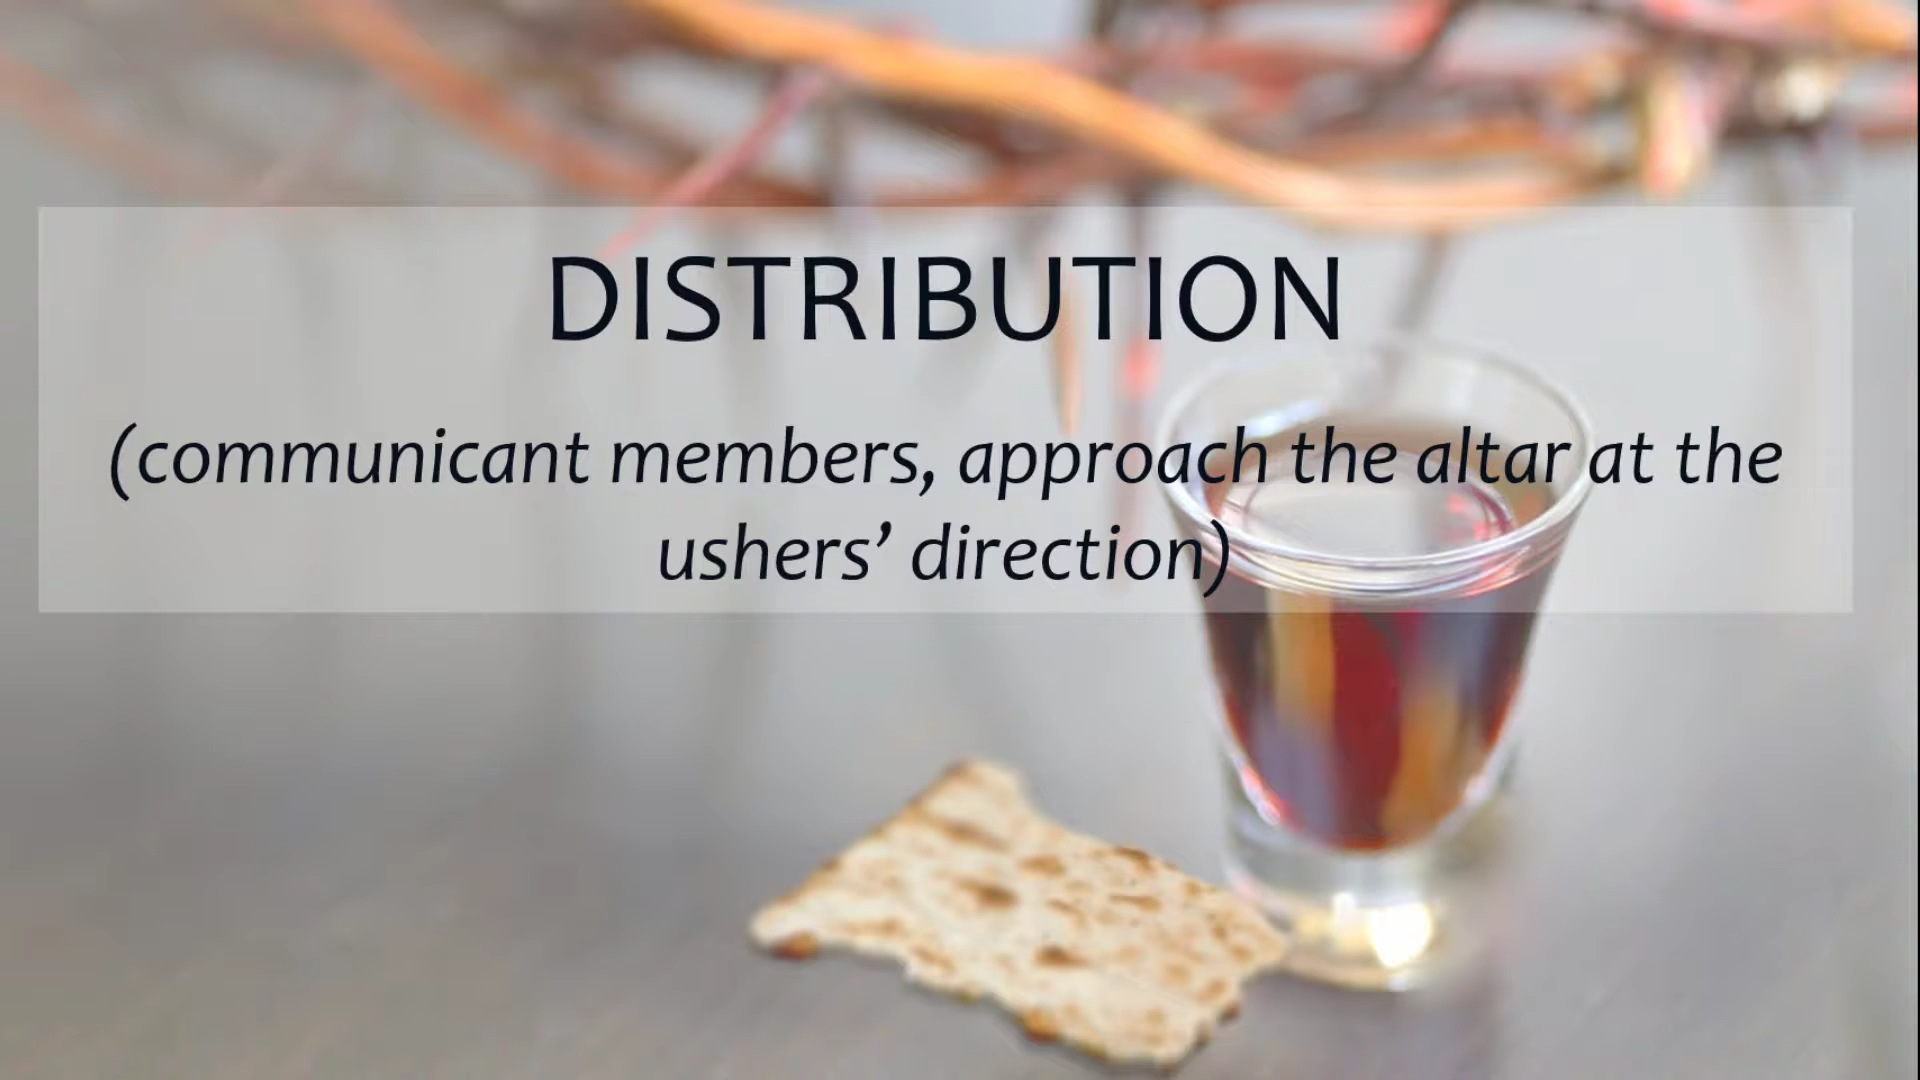 DISTRIBUTION
(communicant members, approach the altar at the
ushers’ direction)